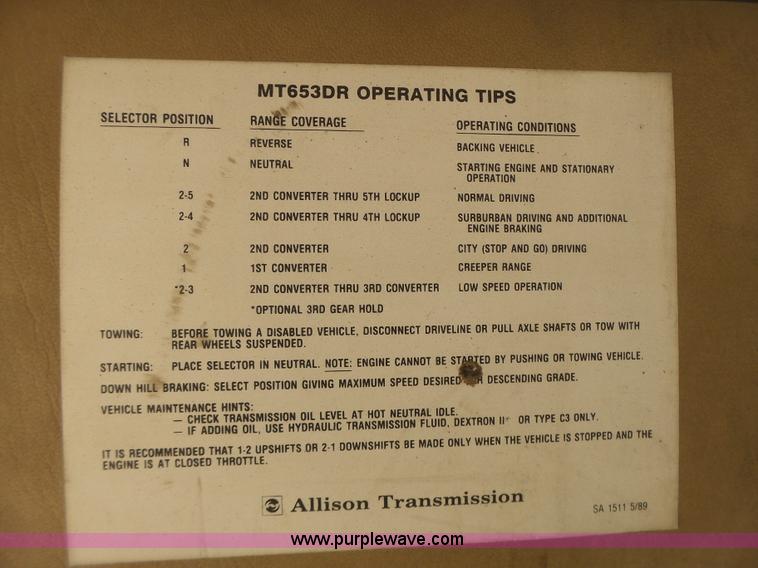 MT653DR OPERATING TIPS
SELECTOR POSITION RANGE COVERAGE OPERATING CONDITIONS
R REVERSE BACKING VEHICLE
N NEUTRAL STARTING ENGINE AND STATIONARY
OPERATION
2-5 2ND CONVERTER THRU 5TH LOCKUP NORMAL DRIVING
2-4 2ND CONVERTER THRU 4TH LOCKUP SURBURBAN DRIVING AND ADDITIONAL
ENGINE BRAKING
2 2ND CONVERTER CITY (STOP AND GO) DRIVING
1 1ST CONVERTER CREEPER RANGE
*2-3 2ND CONVERTER THRU 3RD CONVERTER LOW SPEED OPERATION
*OPTIONAL 3RD GEAR HOLD
TOWING: BEFORE TOWING A DISABLED VEHICLE, DISCONNECT DRIVELINE OR PULL AXLE SHAFTS OR TOW WITH
REAR WHEELS SUSPENDED.
STARTING: PLACE SELECTOR IN NEUTRAL. NOTE: ENGINE CANNOT BE STARTED BY PUSHING OR TOWING VEHICLE.
DOWN HILL BRAKING: SELECT POSITION GIVING MAXIMUM SPEED DESIRED DESCENDING GRADE.
VEHICLE MAINTENANCE HINTS:
— CHECK TRANSMISSION OIL LEVEL AT HOT NEUTRAL IDLE.
— IF ADDING OIL, USE HYDRAULIC TRANSMISSION FLUID, DEXTRON II* OR TYPE C3 ONLY.
IT IS RECOMMENDED THAT 1-2 UPSHIFTS OR 2-1 DOWNSHIFTS BE MADE ONLY WHEN THE VEHICLE IS STOPPED AND THE
ENGINE IS AT CLOSED THROTTLE.
Allison Transmission
SA 1511 5/89
www.purplewave.com